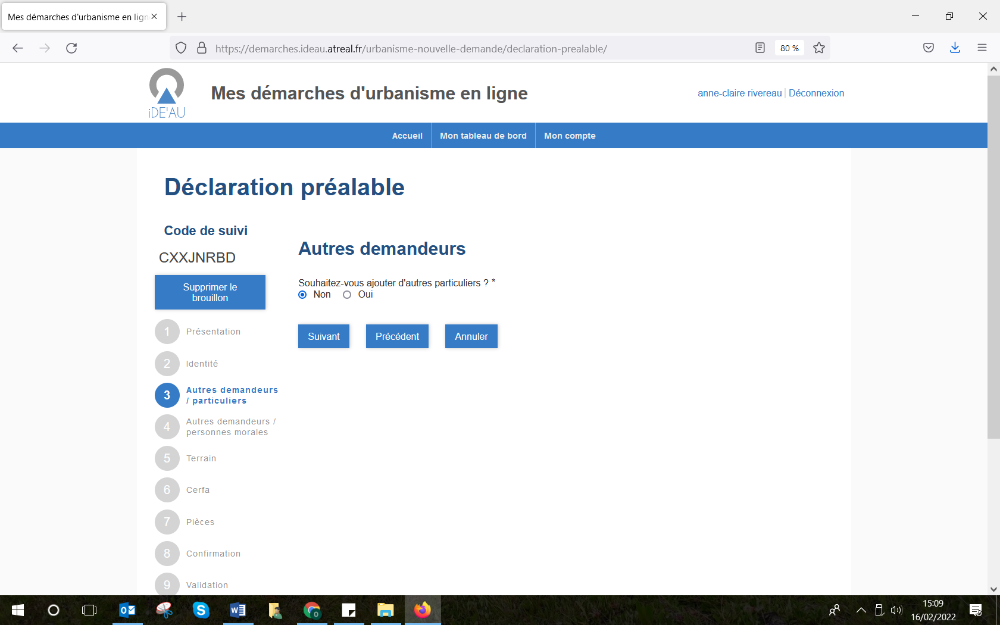 Mes démarches d'urbanisme en lign
https://demarches.ideau.atreal.fr/urbanisme-nouvelle-demande/declaration-prealable/
80 %
iDE'AU
Mes démarches d'urbanisme en ligne
anne-claire rivereau | Déconnexion
Accueil
Mon tableau de bord
Mon compte
Déclaration préalable
Code de suivi
CXXJNRBD
Supprimer le
brouillon
1 Présentation
2 Identité
3 Autres demandeurs
/ particuliers
4 Autres demandeurs /
personnes morales
5 Terrain
6 Cerfa
7 Pièces
8 Confirmation
9 Validation
Autres demandeurs
Souhaitez-vous ajouter d'autres particuliers ? *
Non Oui
Suivant
Précédent
Annuler
15:09
16/02/2022